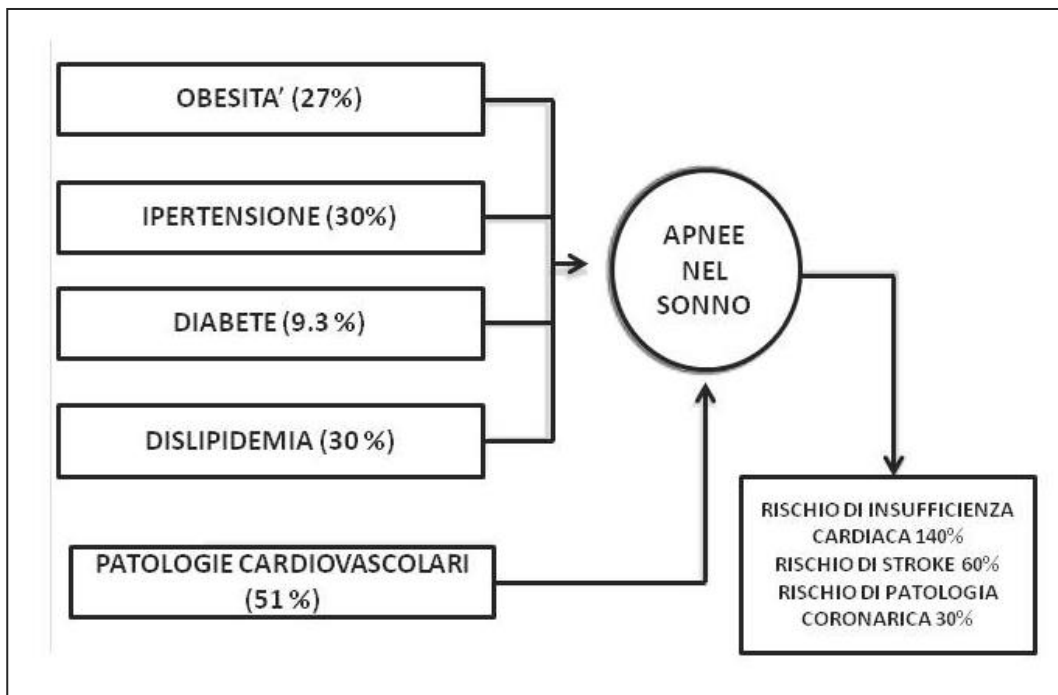 OBESITA’ (27%)
IPERTENSIONE (30%)
DIABETE (9.3 %)
DISLIPIDEMIA (30 %)
PATOLOGIE CARDIOVASCOLARI
(51 %)
APNEE
NEL
SONNO
RISCHIO DI INSUFFICIENZA
CARDIACA 140%
RISCHIO DI STROKE 60%
RISCHIO DI PATOLOGIA
CORONARICA 30%